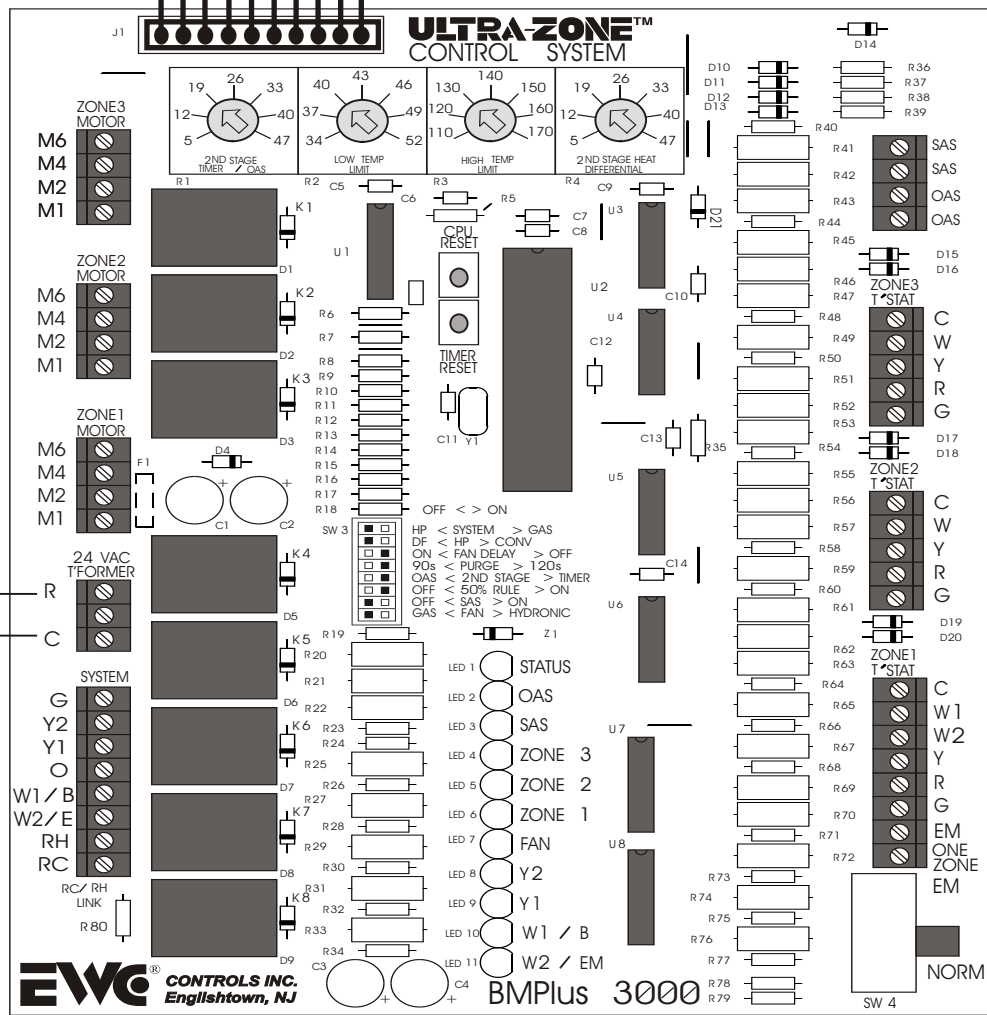 J1
ULTRA-ZONE™
CONTROL SYSTEM
5 12 19 26 33 40 47
2ND STAGE
TIMER / OAS
34 37 40 43 46 49 52
LOW TEMP
LIMIT
110 120 130 140 150 160 170
HIGH TEMP
LIMIT
5 12 19 26 33 40 47
2ND STAGE HEAT
DIFFERENTIAL
ZONE3
MOTOR
M6
M4
M2
M1
ZONE2
MOTOR
M6
M4
M2
M1
ZONE1
MOTOR
M6
M4
M2
M1
F1
24 VAC
T'FORMER
R
C
SYSTEM
G
Y2
Y1
O
W1/B
W2/E
RH
RC
RC/RH
LINK
R80
R1
K1
D1
K2
D2
K3
D3
D4
C1
C2
K4
D5
K5
D6
K6
D7
K7
D8
K8
D9
R2
C5
C6
U1
R3
R5
CPU
RESET
TIMER
RESET
C11
Y1
R4
C7
C8
C9
U3
U2
U4
C10
C12
C13
R35
U5
C14
U6
U7
U8
D21
R6
R7
R8
R9
R10
R11
R12
R13
R14
R15
R16
R17
R18
OFF < > ON
SW 3
HP < SYSTEM > GAS
DF < HP > CONV
ON < FAN DELAY > OFF
90s < PURGE > 120s
OAS < 2ND STAGE > TIMER
OFF < 50% RULE > ON
OFF < SAS > ON
GAS < FAN > HYDRONIC
R19
R20
R21
R22
R23
R24
R25
R26
R27
R28
R29
R30
R31
R32
R33
R34
C3
C4
Z1
LED 1 STATUS
LED 2 OAS
LED 3 SAS
LED 4 ZONE 3
LED 5 ZONE 2
LED 6 ZONE 1
LED 7 FAN
LED 8 Y2
LED 9 Y1
LED 10 W1 / B
LED 11 W2 / EM
D14
D10
D11
D12
D13
R36
R37
R38
R39
R40
R41
R42
R43
R44
R45
R46
R47
R48
R49
R50
R51
R52
R53
R54
R55
R56
R57
R58
R59
R60
R61
R62
R63
R64
R65
R66
R67
R68
R69
R70
R71
R72
R73
R74
R75
R76
R77
R78
R79
SAS
SAS
OAS
OAS
D15
D16
ZONE3
T'STAT
C
W
Y
R
G
D17
D18
ZONE2
T'STAT
C
W
Y
R
G
D19
D20
ZONE1
T'STAT
C
W1
W2
Y
R
G
EM
ONE
ZONE
EM
NORM
SW 4
EWC® CONTROLS INC.
Englishtown, NJ
BMPlus 3000